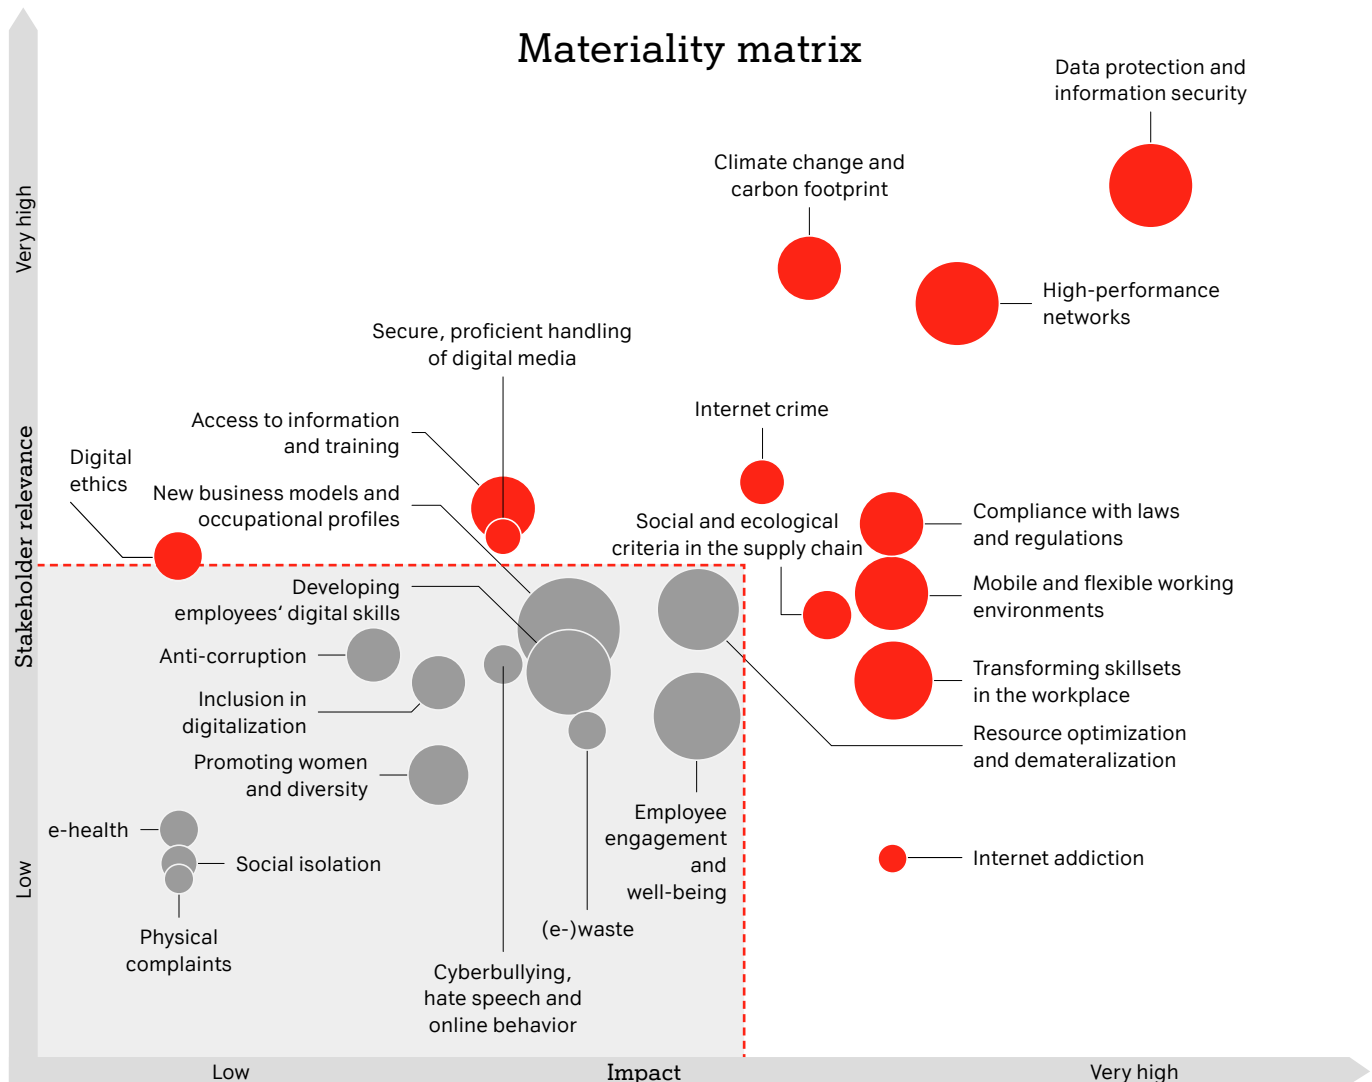 Materiality matrix
Data protection and
information security
Climate change and
carbon footprint
Very high
High-performance
networks
Secure, proficient handling
of digital media
Internet crime
Access to information
and training
Digital
ethics
New business models and
occupational profiles
Social and ecological
criteria in the supply chain
Compliance with laws
and regulations
Stakeholder relevance
Developing
employees‘ digital skills
Mobile and flexible working
environments
Anti-corruption
Transforming skillsets
in the workplace
Inclusion in
digitalization
Resource optimization
and demateralization
Promoting women
and diversity
Employee
engagement
and
well-being
e-health
Social isolation
Low
Internet addiction
Physical
complaints
(e-)waste
Cyberbullying,
hate speech and
online behavior
Low
Impact
Very high